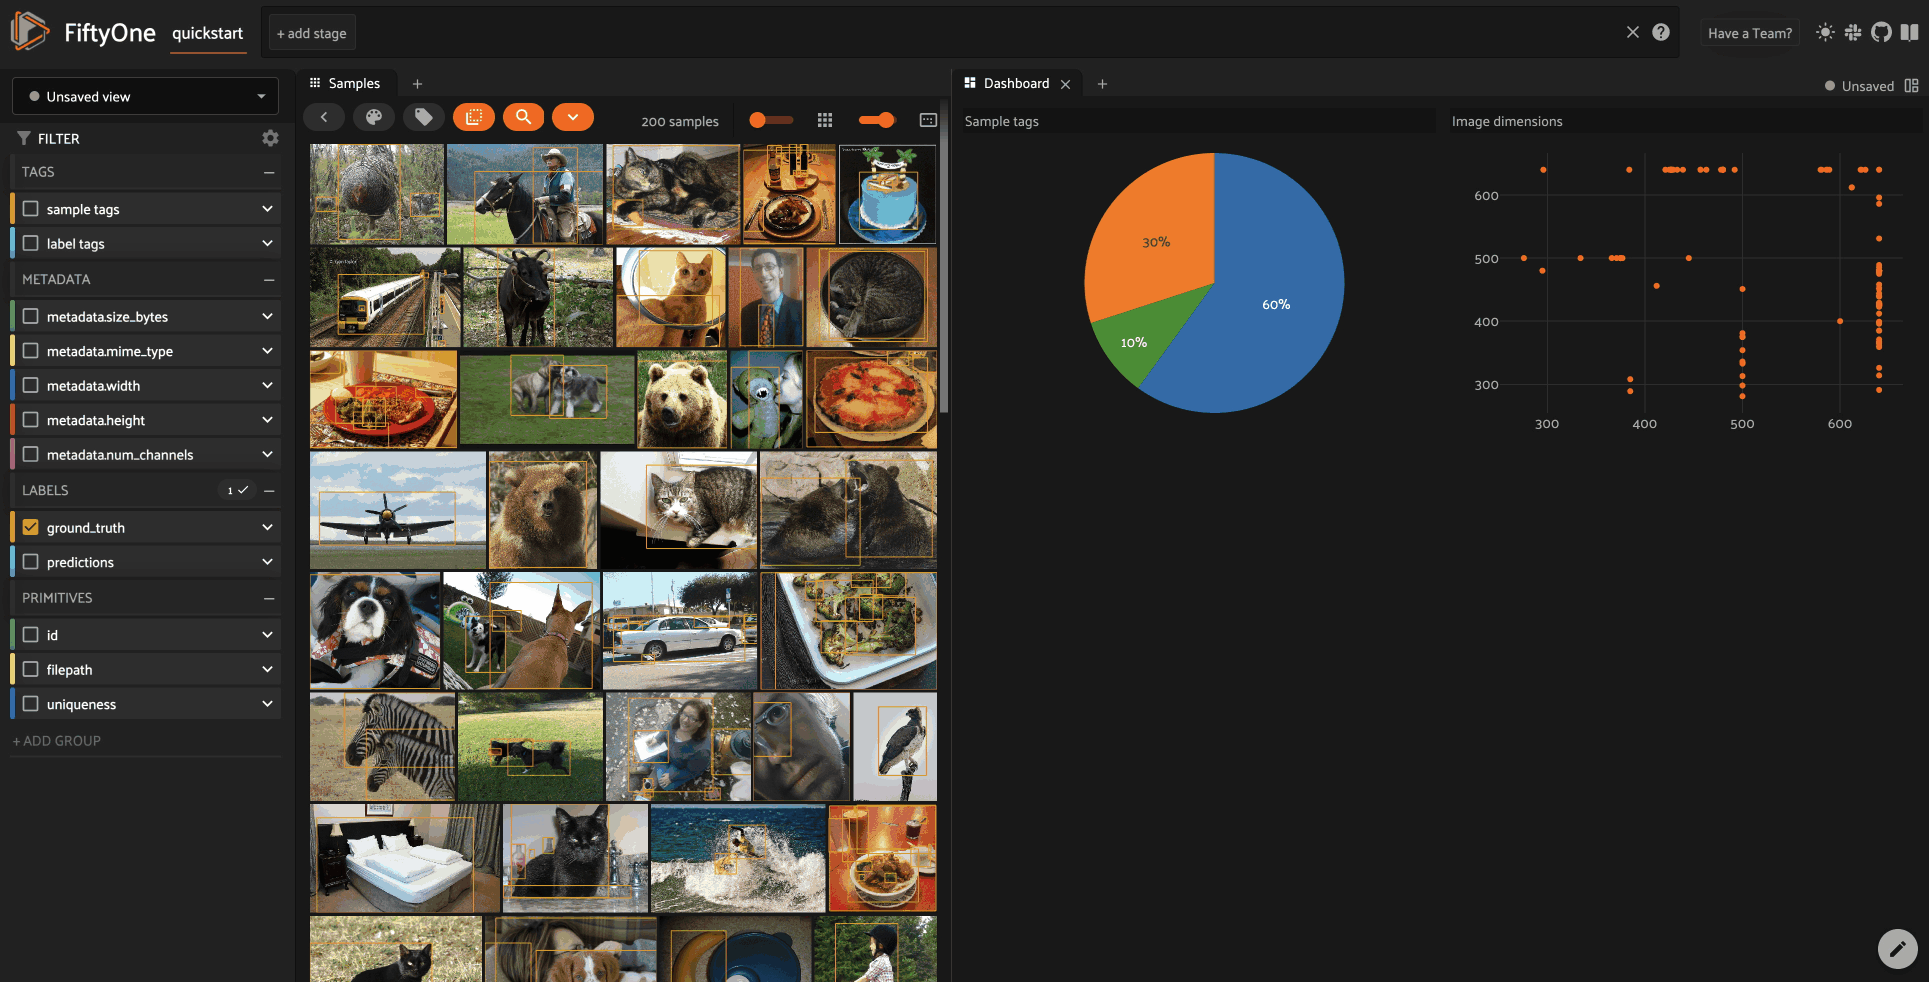 FiftyOne
quickstart
+ add stage
Have a Team?
Unsaved view
FILTER
TAGS
sample tags
label tags
METADATA
metadata.size_bytes
metadata.mime_type
metadata.width
metadata.height
metadata.num_channels
LABELS
1
ground_truth
predictions
PRIMITIVES
id
filepath
uniqueness
+ ADD GROUP
Samples
+
200 samples
Dashboard
+
Unsaved
Sample tags
30%
60%
10%
Image dimensions
600
500
400
300
300
400
500
600